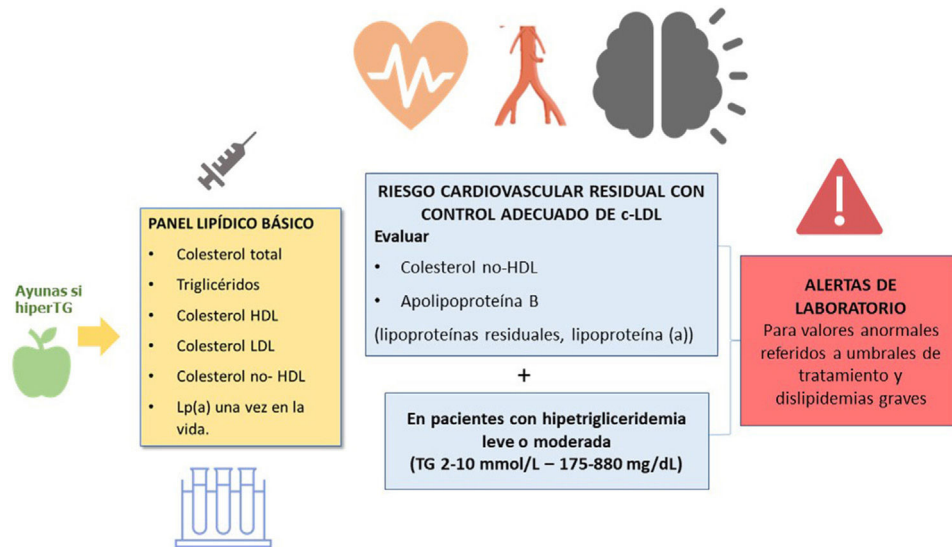 Ayunas si
hiperTG
PANEL LIPÍDICO BÁSICO
• Colesterol total
• Triglicéridos
• Colesterol HDL
• Colesterol LDL
• Colesterol no- HDL
• Lp(a) una vez en la
vida.
RIESGO CARDIOVASCULAR RESIDUAL CON
CONTROL ADECUADO DE c-LDL
Evaluar
• Colesterol no-HDL
• Apolipoproteína B
(lipoproteínas residuales, lipoproteína (a))
+
En pacientes con hipetrigliceridemia
leve o moderada
(TG 2-10 mmol/L – 175-880 mg/dL)
ALERTAS DE
LABORATORIO
Para valores anormales
referidos a umbrales de
tratamiento y
dislipidemias graves